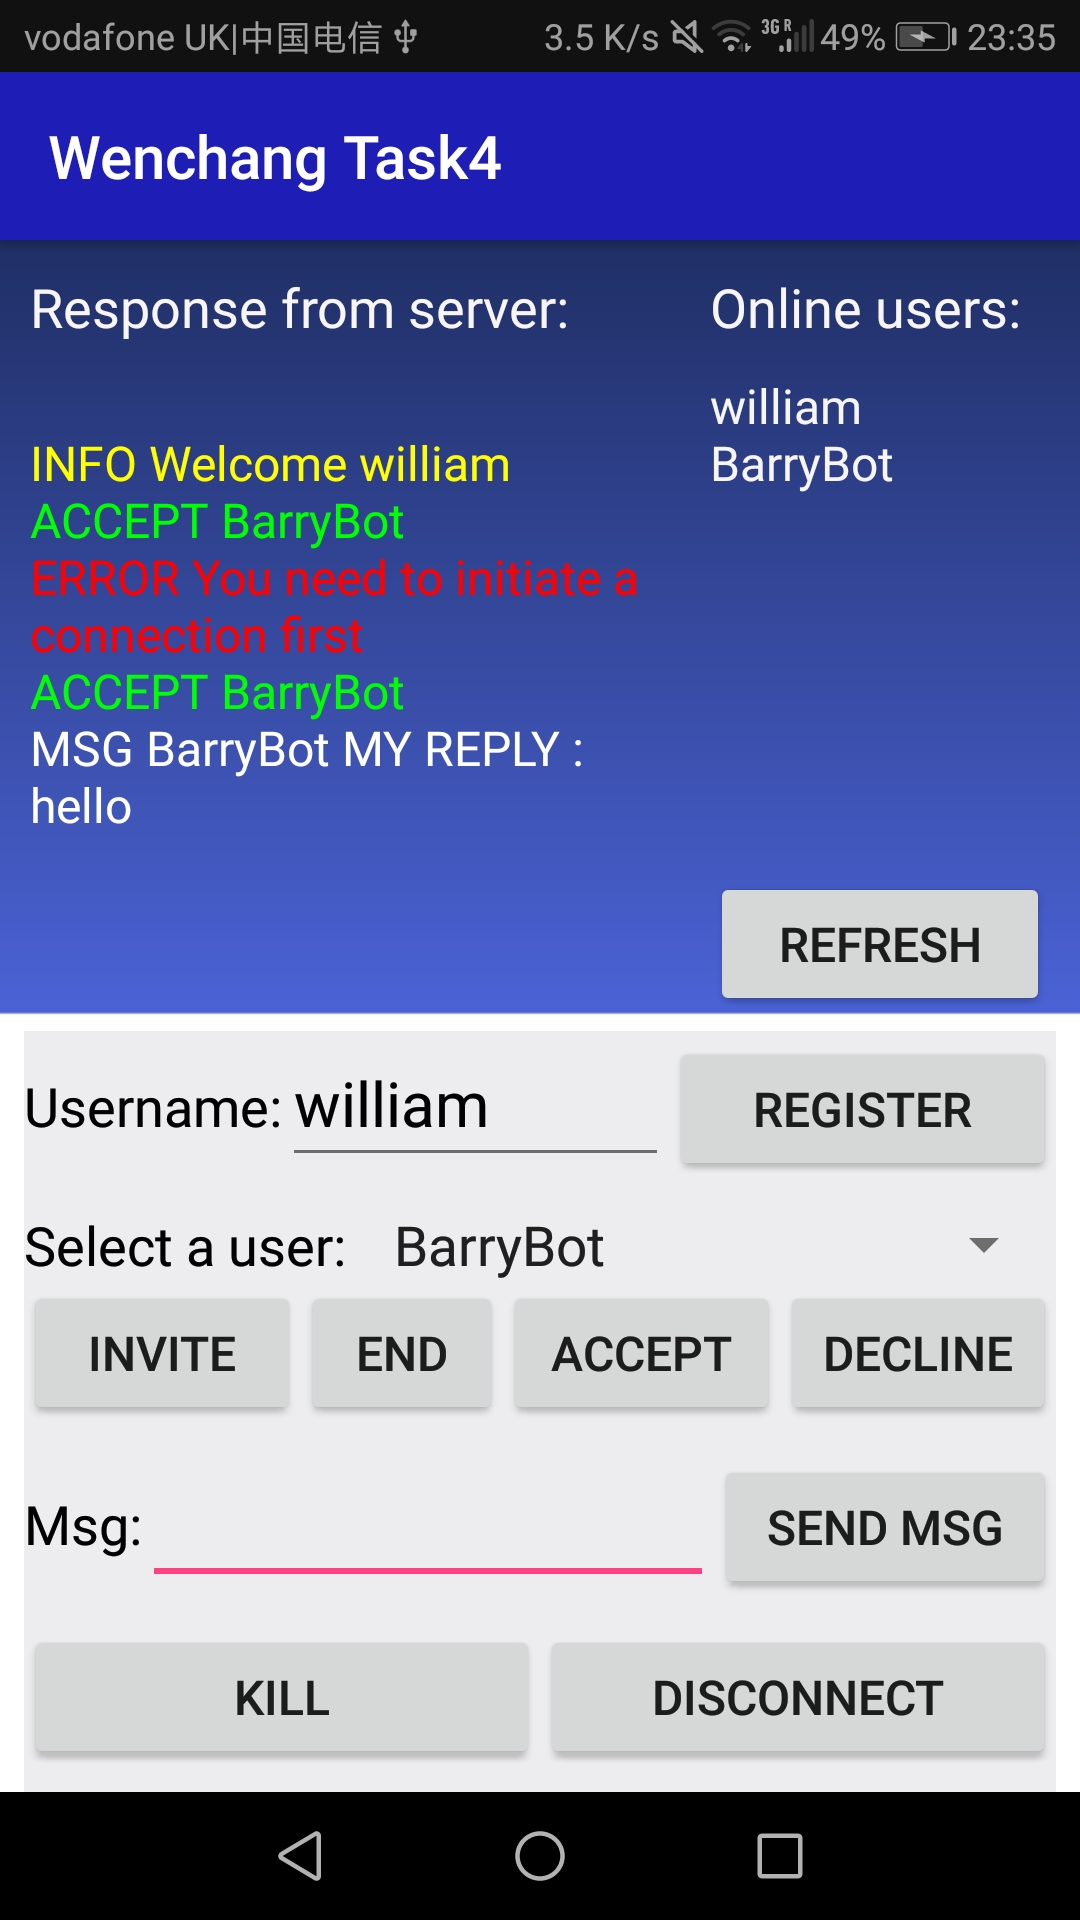 vodafone UK|中国电信 3.5 K/s 3G R 49% 23:35
Wenchang Task4
Response from server:
INFO Welcome william
ACCEPT BarryBot
ERROR You need to initiate a
connection first
ACCEPT BarryBot
MSG BarryBot MY REPLY :
hello
Online users:
william
BarryBot
REFRESH
Username: william REGISTER
Select a user: BarryBot
INVITE END ACCEPT DECLINE
Msg: SEND MSG
KILL DISCONNECT